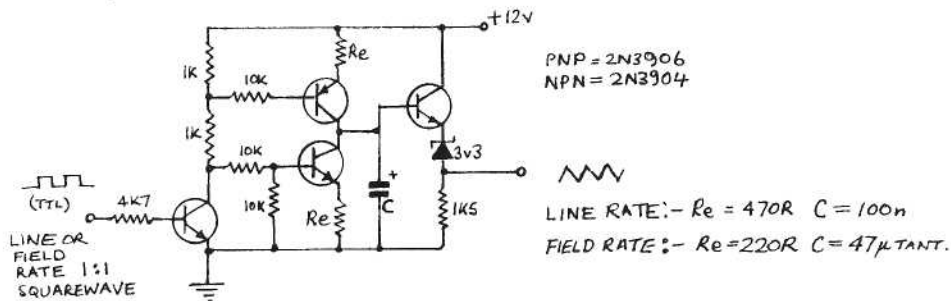 +12v
Re
1K
10K
PNP = 2N3906
NPN = 2N3904
1K
10K
3v3
(TTL)
4K7
10K
Re
+
C
1K5
LINE OR
FIELD
RATE 1:1
SQUAREWAVE
LINE RATE:- Re = 470R C = 100n
FIELD RATE:- Re = 220R C = 47µ TANT.